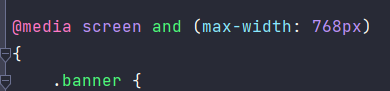 @media screen and (max-width: 768px)
{
    .banner {